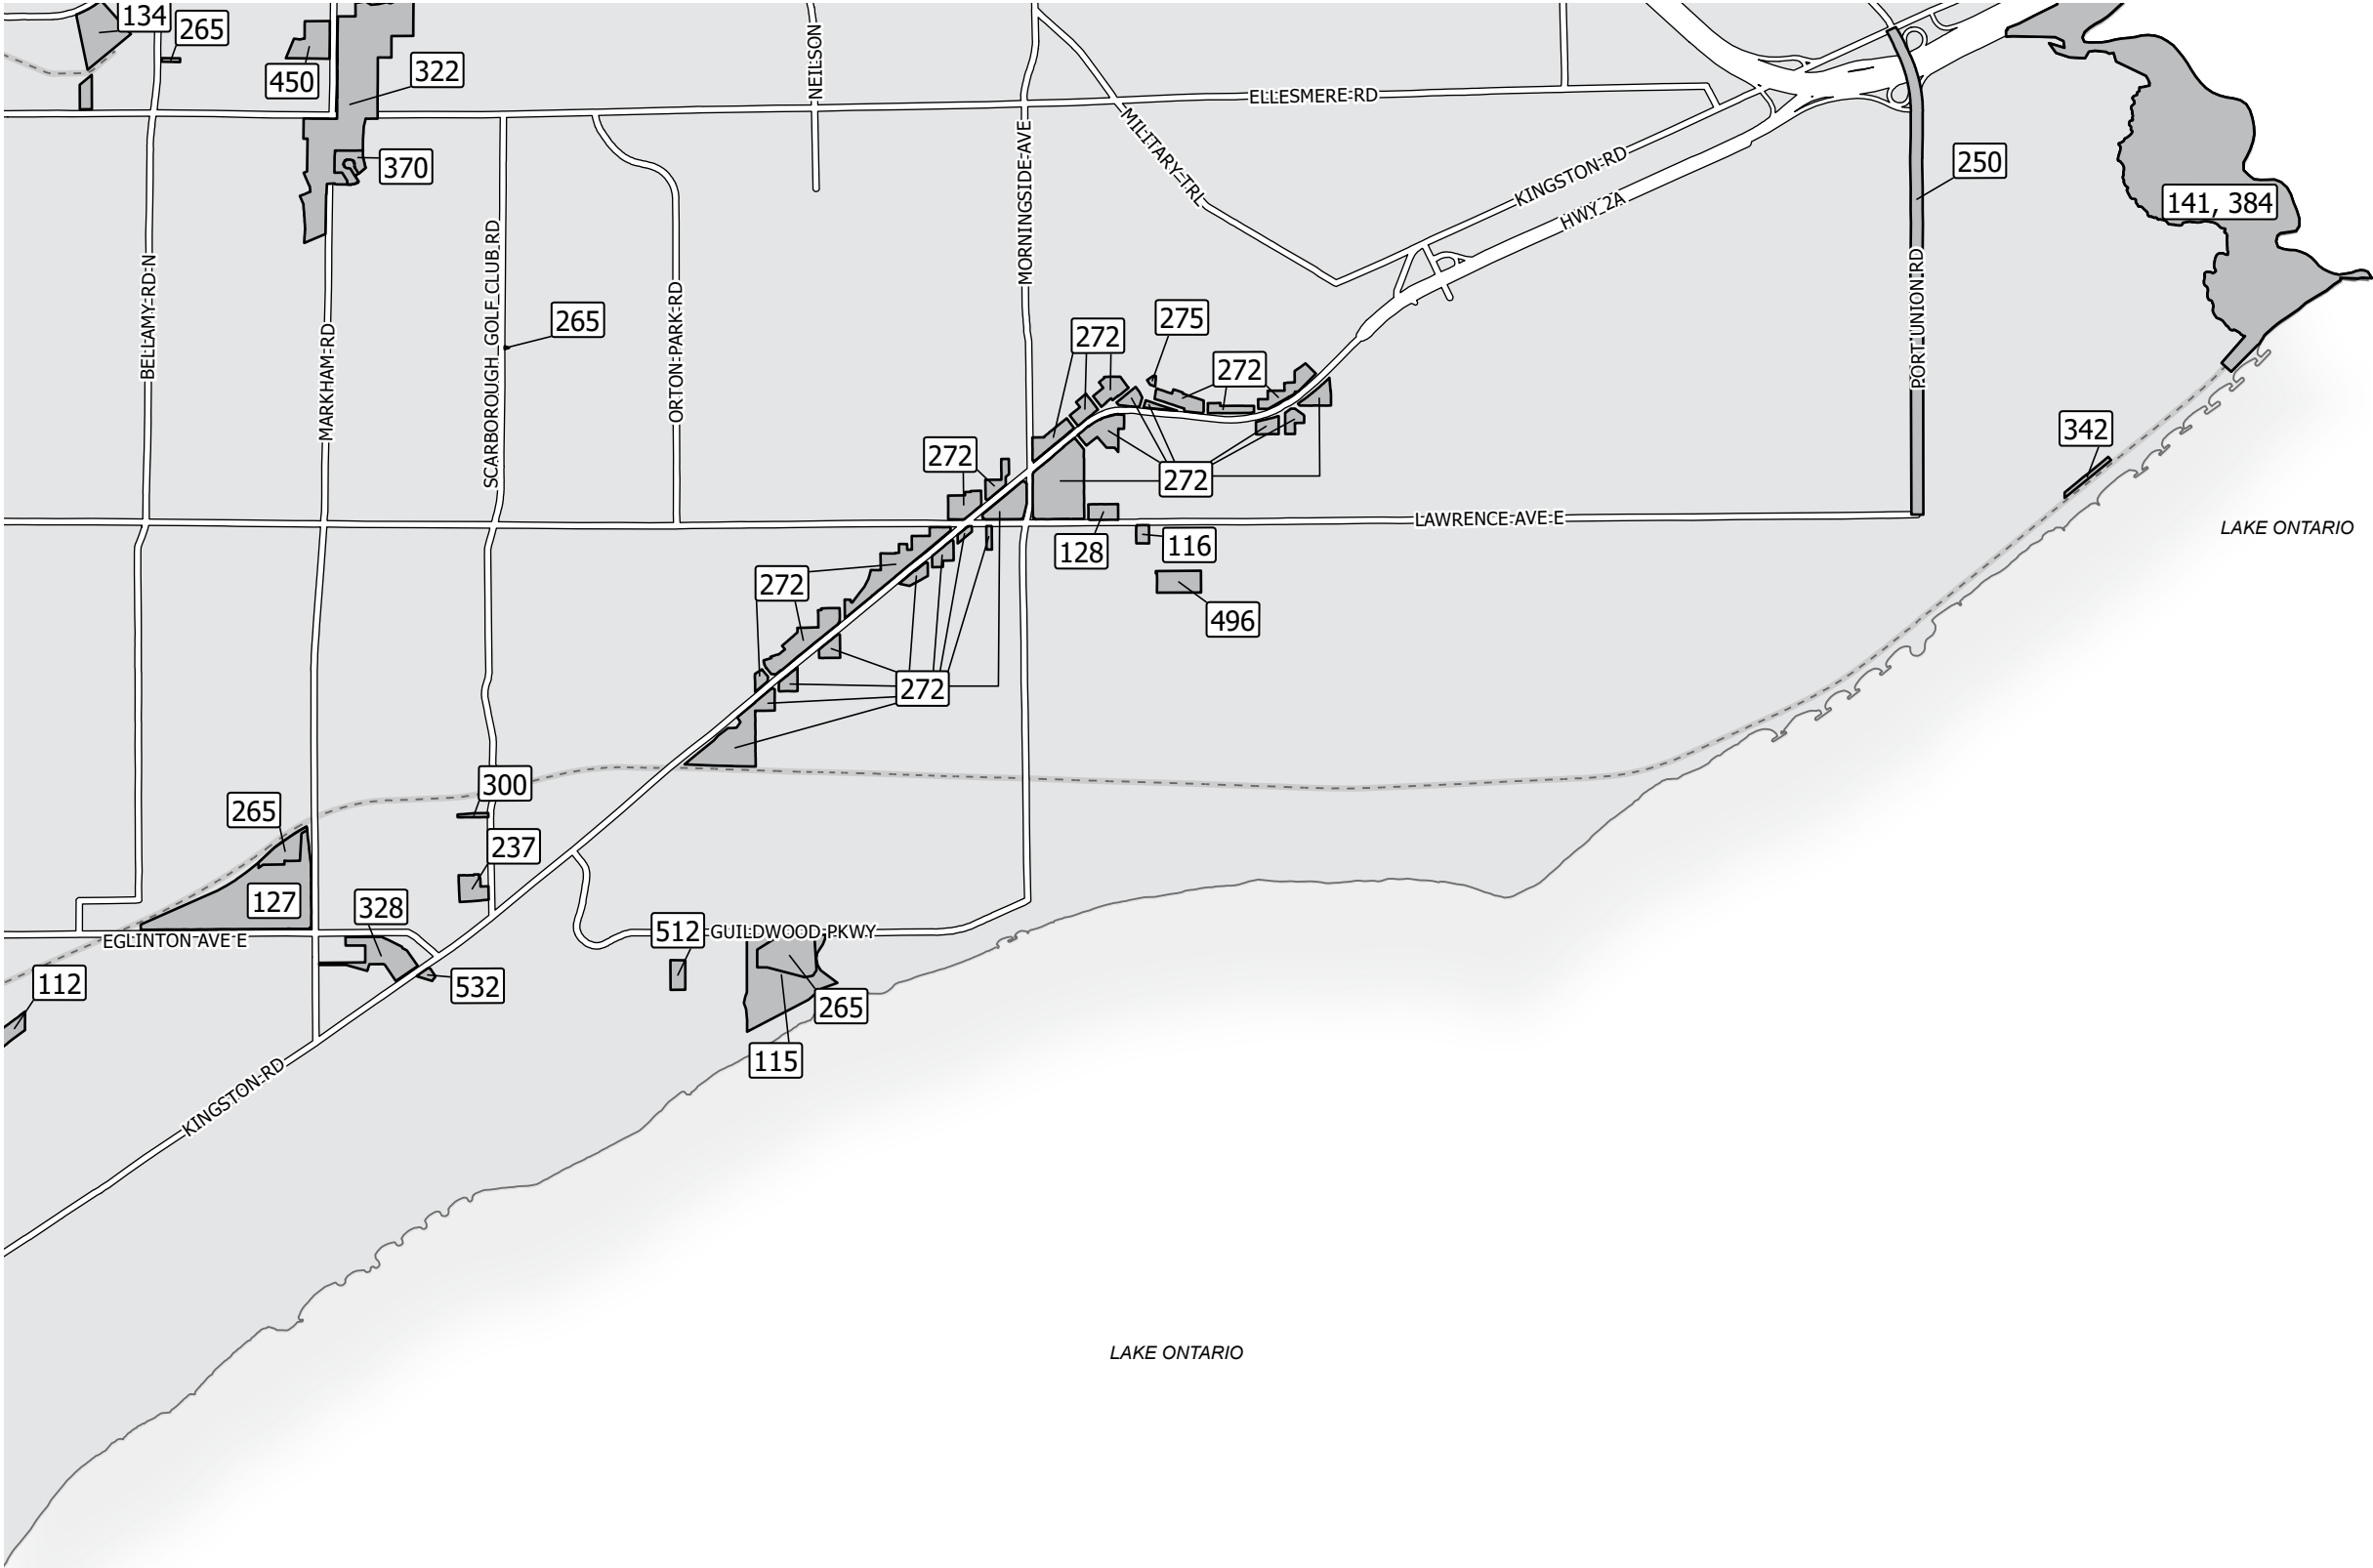 134
265
450
322
NEILSON
ELLESMERE RD
370
MILITARY TRL
MORNINGSIDE AVE
KINGSTON RD
HWY 2A
250
141, 384
BELLAMY RD N
MARKHAM RD
SCARBOROUGH GOLF CLUB RD
ORTON PARK RD
PORT UNION RD
265
272
275
272
272
272
342
LAWRENCE AVE E
LAKE ONTARIO
128
116
272
496
272
300
265
237
127
328
EGLINTON AVE E
512
GUILDWOOD PKWY
112
532
265
115
KINGSTON RD
LAKE ONTARIO